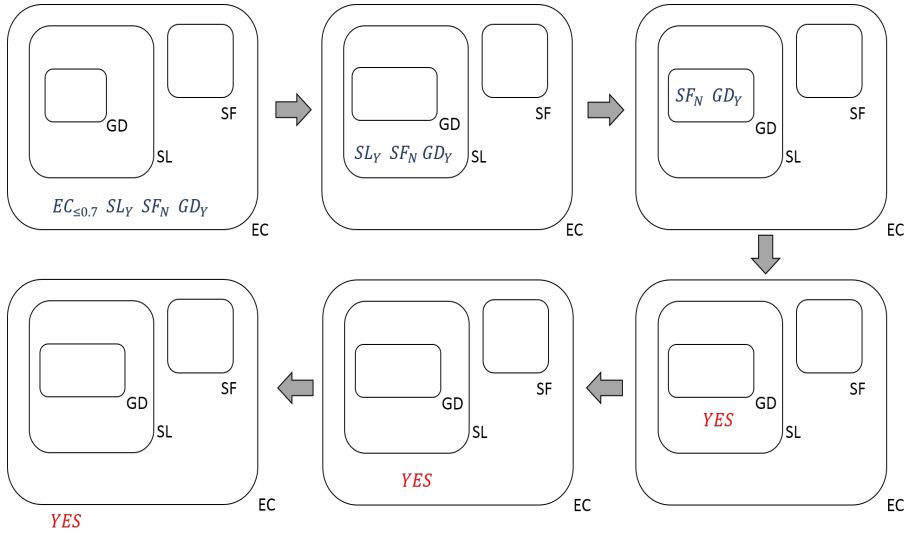 GD
SF
SL
EC≤0.7 SLY SFN GDY
EC
GD
SF
SLY SFN GDY
SL
EC
SFN GDY
SF
GD
SL
EC
GD
SF
SL
EC
YES
GD
SF
SL
YES
EC
SF
GD
YES
SL
EC